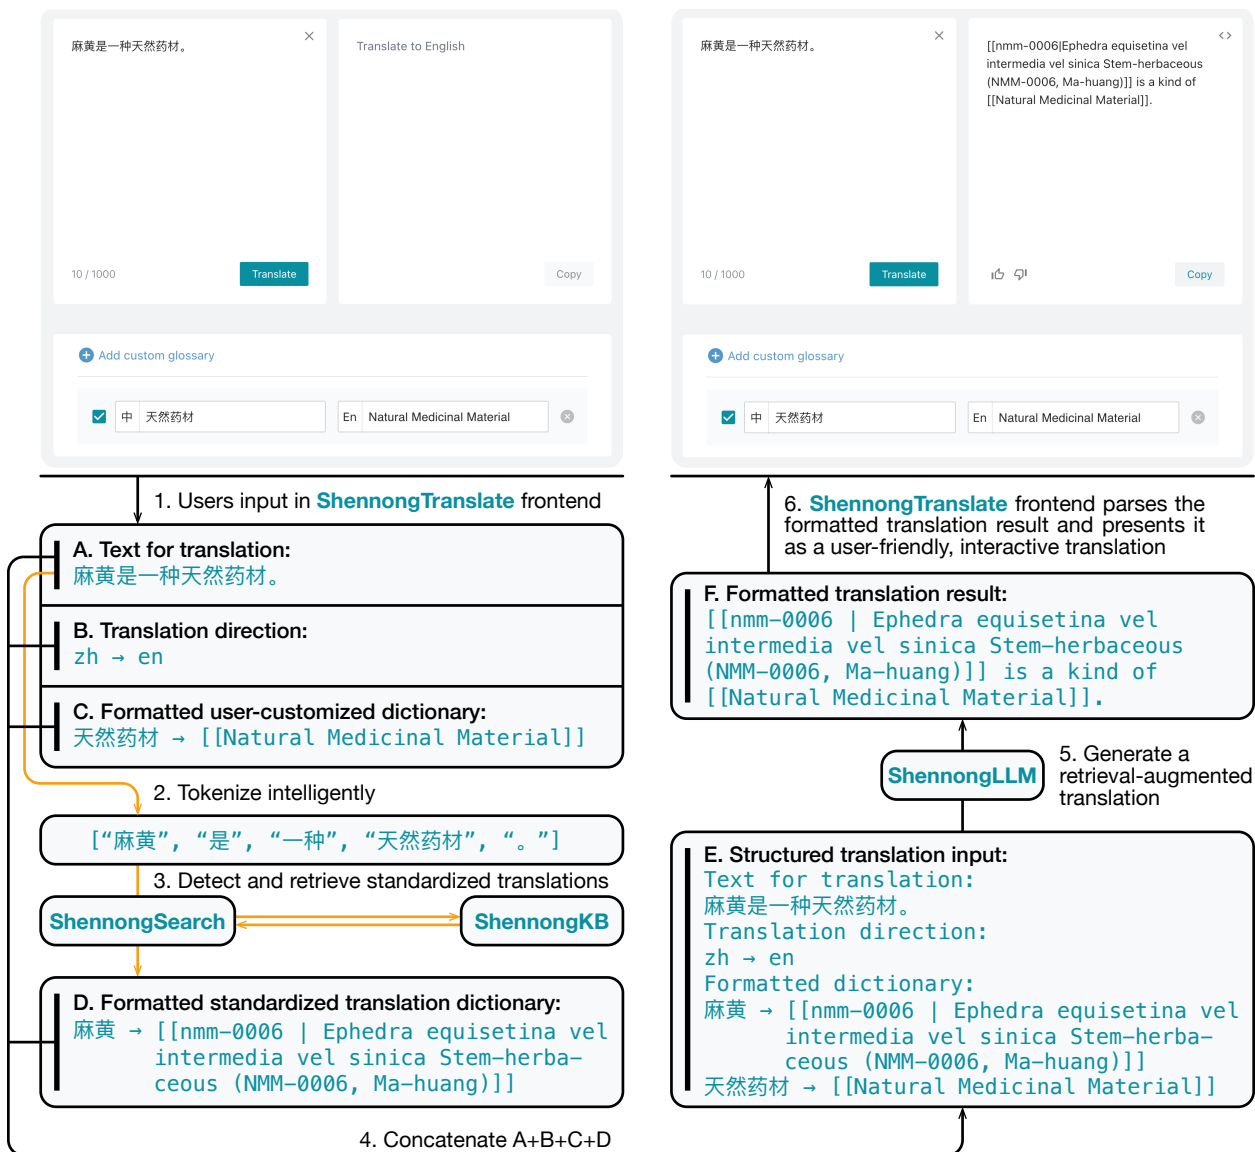 麻黄是一种天然药材。
Translate to English
10 / 1000
Translate
Copy
Add custom glossary
中 天然药材
En Natural Medicinal Material
1. Users input in ShennongTranslate frontend
A. Text for translation:
麻黄是一种天然药材。
B. Translation direction:
zh → en
C. Formatted user-customized dictionary:
天然药材 → [[Natural Medicinal Material]]
2. Tokenize intelligently
[“麻黄”, “是”, “一种”, “天然药材”, “。”]
3. Detect and retrieve standardized translations
ShennongSearch
ShennongKB
D. Formatted standardized translation dictionary:
麻黄 → [[nmm-0006 | Ephedra equisetina vel
intermedia vel sinica Stem-herba-
ceous (NMM-0006, Ma-huang)]]
4. Concatenate A+B+C+D
麻黄是一种天然药材。
[[nmm-0006|Ephedra equisetina vel
intermedia vel sinica Stem-herbaceous
(NMM-0006, Ma-huang)]] is a kind of
[[Natural Medicinal Material]].
10 / 1000
Translate
Copy
Add custom glossary
中 天然药材
En Natural Medicinal Material
6. ShennongTranslate frontend parses the
formatted translation result and presents it
as a user-friendly, interactive translation
F. Formatted translation result:
[[nmm-0006 | Ephedra equisetina vel
intermedia vel sinica Stem-herbaceous
(NMM-0006, Ma-huang)]] is a kind of
[[Natural Medicinal Material]].
ShennongLLM
5. Generate a
retrieval-augmented
translation
E. Structured translation input:
Text for translation:
麻黄是一种天然药材。
Translation direction:
zh → en
Formatted dictionary:
麻黄 → [[nmm-0006 | Ephedra equisetina vel
intermedia vel sinica Stem-herba-
ceous (NMM-0006, Ma-huang)]]
天然药材 → [[Natural Medicinal Material]]